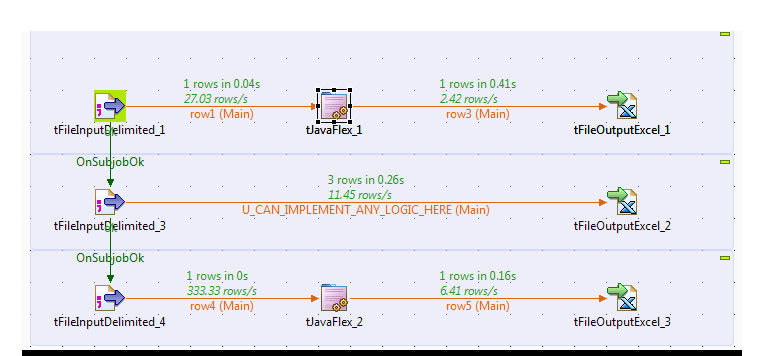 1 rows in 0.04s
27.03 rows/s
row1 (Main)
1 rows in 0.41s
2.42 rows/s
row3 (Main)
tFileInputDelimited_1
tJavaFlex_1
tFileOutputExcel_1
Ok
OnSubjobOk
3 rows in 0.26s
11.45 rows/s
U_CAN_IMPLEMENT_ANY_LOGIC_HERE (Main)
tFileInputDelimited_3
tFileOutputExcel_2
Ok
OnSubjobOk
1 rows in 0s
333.33 rows/s
row4 (Main)
1 rows in 0.16s
6.41 rows/s
row5 (Main)
tFileInputDelimited_4
tJavaFlex_2
tFileOutputExcel_3